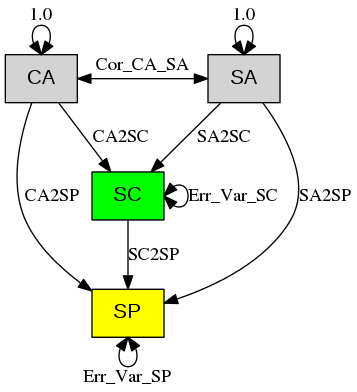 1.0 1.0
CA Cor_CA_SA SA
CA2SC SA2SC
CA2SP SC Err_Var_SC SA2SP
SC2SP
SP
Err_Var_SP